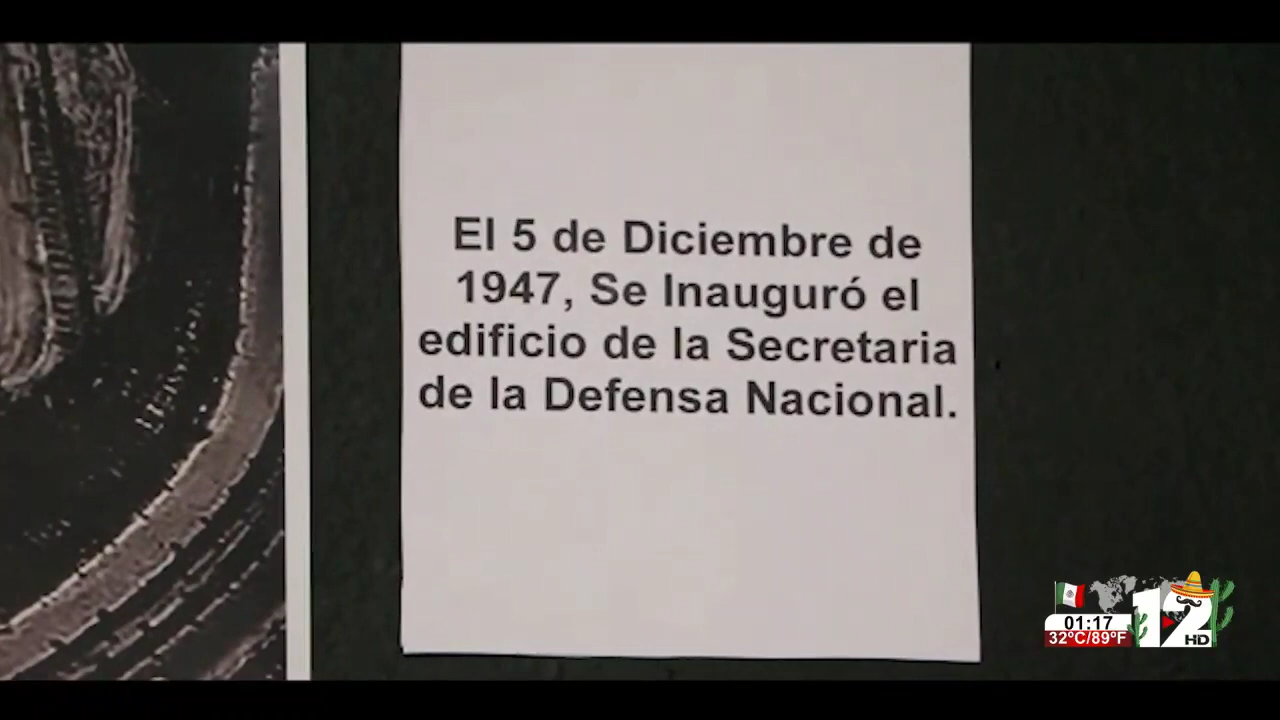 El 5 de Diciembre de
1947, Se Inauguró el
edificio de la Secretaria
de la Defensa Nacional.
01:17
32°C/89°F
12
HD